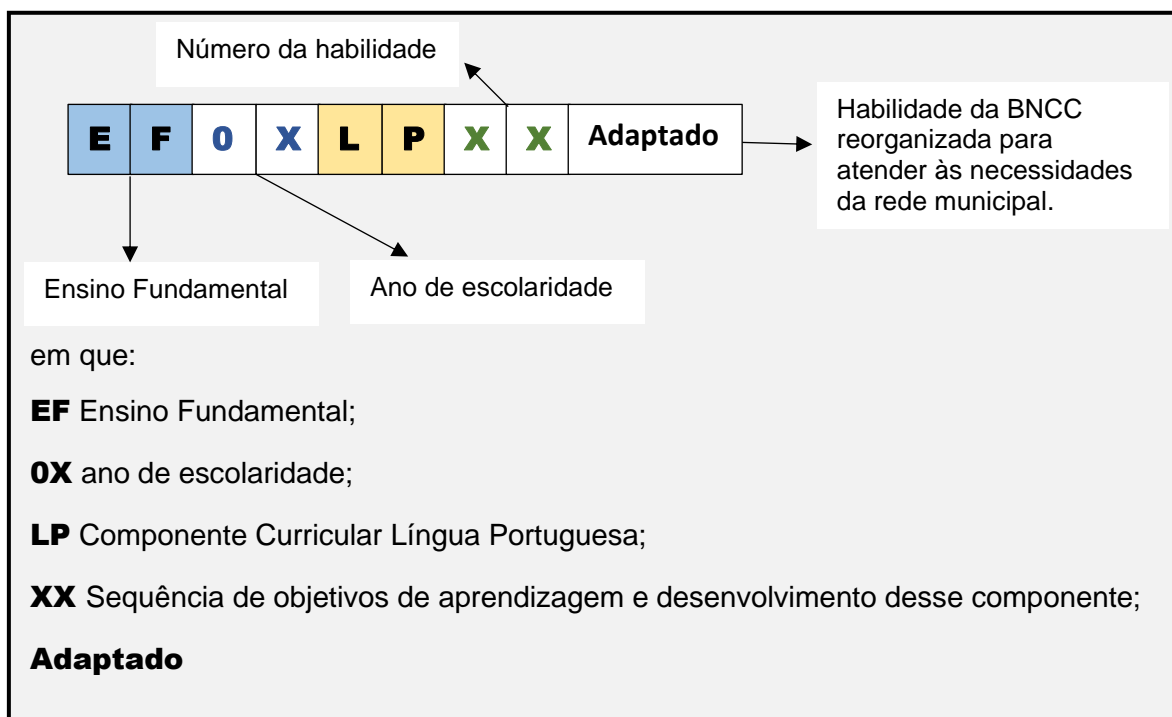 Número da habilidade
E F 0 X L P X X Adaptado
Habilidade da BNCC
reorganizada para
atender às necessidades
da rede municipal.
Ensino Fundamental
Ano de escolaridade
em que:
EF Ensino Fundamental;
0X ano de escolaridade;
LP Componente Curricular Língua Portuguesa;
XX Sequência de objetivos de aprendizagem e desenvolvimento desse componente;
Adaptado